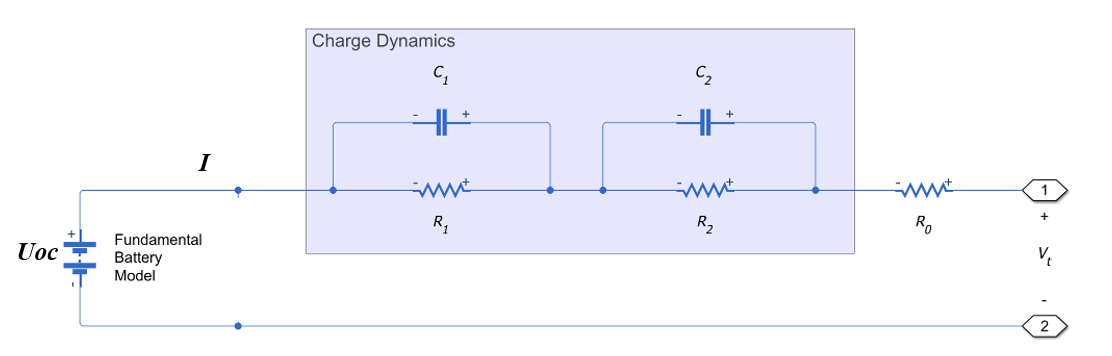 Charge Dynamics
C1
C2
- +
- +
I
- +
- +
- +
1
R1
R2
R0
+
+
Uoc
Fundamental
Battery
Model
Vt
-
-
2